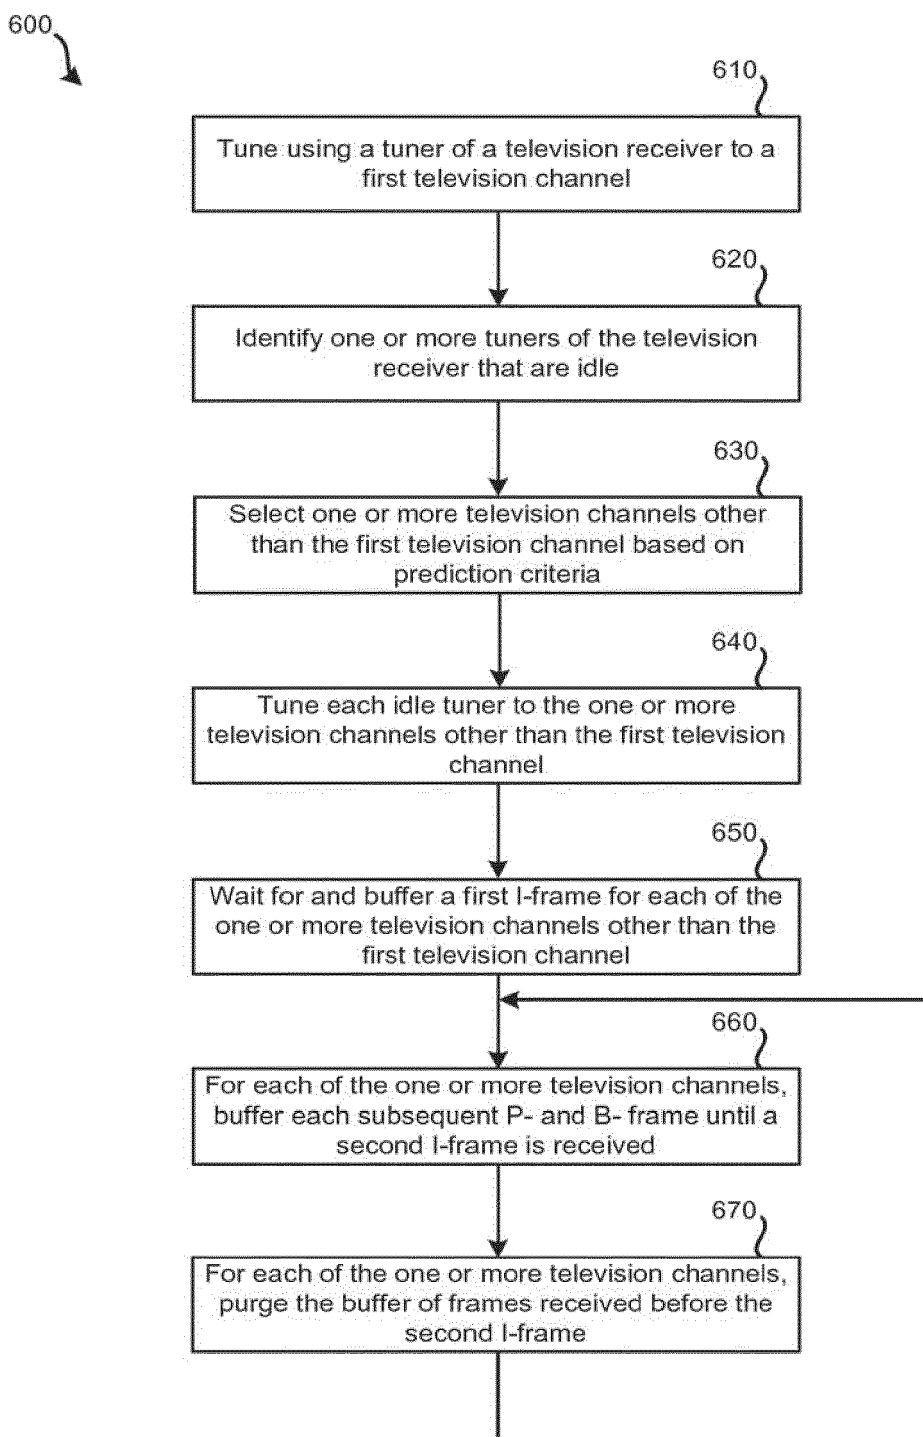 600
610
Tune using a tuner of a television receiver to a
first television channel
620
Identify one or more tuners of the television
receiver that are idle
630
Select one or more television channels other
than the first television channel based on
prediction criteria
640
Tune each idle tuner to the one or more
television channels other than the first television
channel
650
Wait for and buffer a first I-frame for each of the
one or more television channels other than the
first television channel
660
For each of the one or more television channels,
buffer each subsequent P- and B- frame until a
second I-frame is received
670
For each of the one or more television channels,
purge the buffer of frames received before the
second I-frame